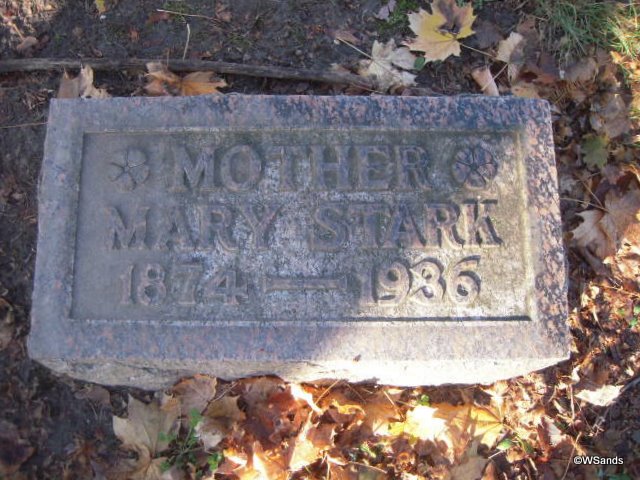 MOTHER
MARY STARK
1874 — 1936
©WSands